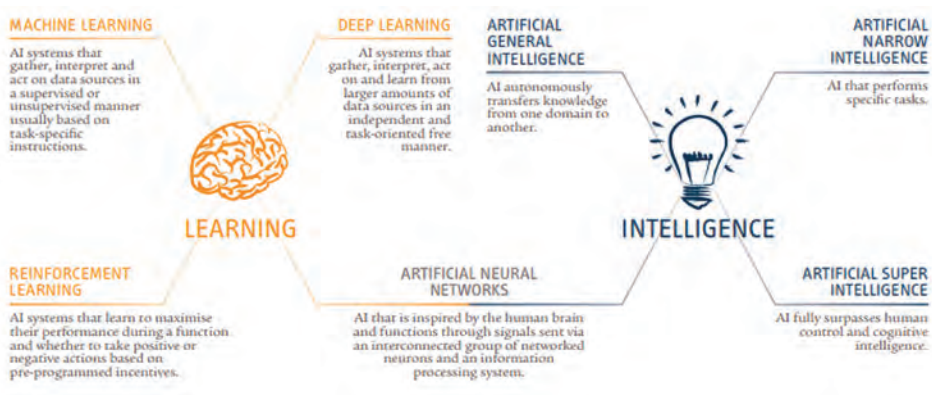 MACHINE LEARNING
AI systems that
gather, interpret and
act on data sources in
a supervised or
unsupervised manner
usually based on
task-specific
instructions.
DEEP LEARNING
AI systems that
gather, interpret, act
on and learn from
larger amounts of
data sources in an
independent and
task-oriented free
manner.
LEARNING
REINFORCEMENT
LEARNING
AI systems that learn to maximise
their performance during a function
and whether to take positive or
negative actions based on
pre-programmed incentives.
ARTIFICIAL NEURAL
NETWORKS
AI that is inspired by the human brain
and functions through signals sent via
an interconnected group of networked
neurons and an information
processing system.
ARTIFICIAL
GENERAL
INTELLIGENCE
AI autonomously
transfers knowledge
from one domain to
another.
ARTIFICIAL
NARROW
INTELLIGENCE
AI that performs
specific tasks.
INTELLIGENCE
ARTIFICIAL SUPER
INTELLIGENCE
AI fully surpasses human
control and cognitive
intelligence.